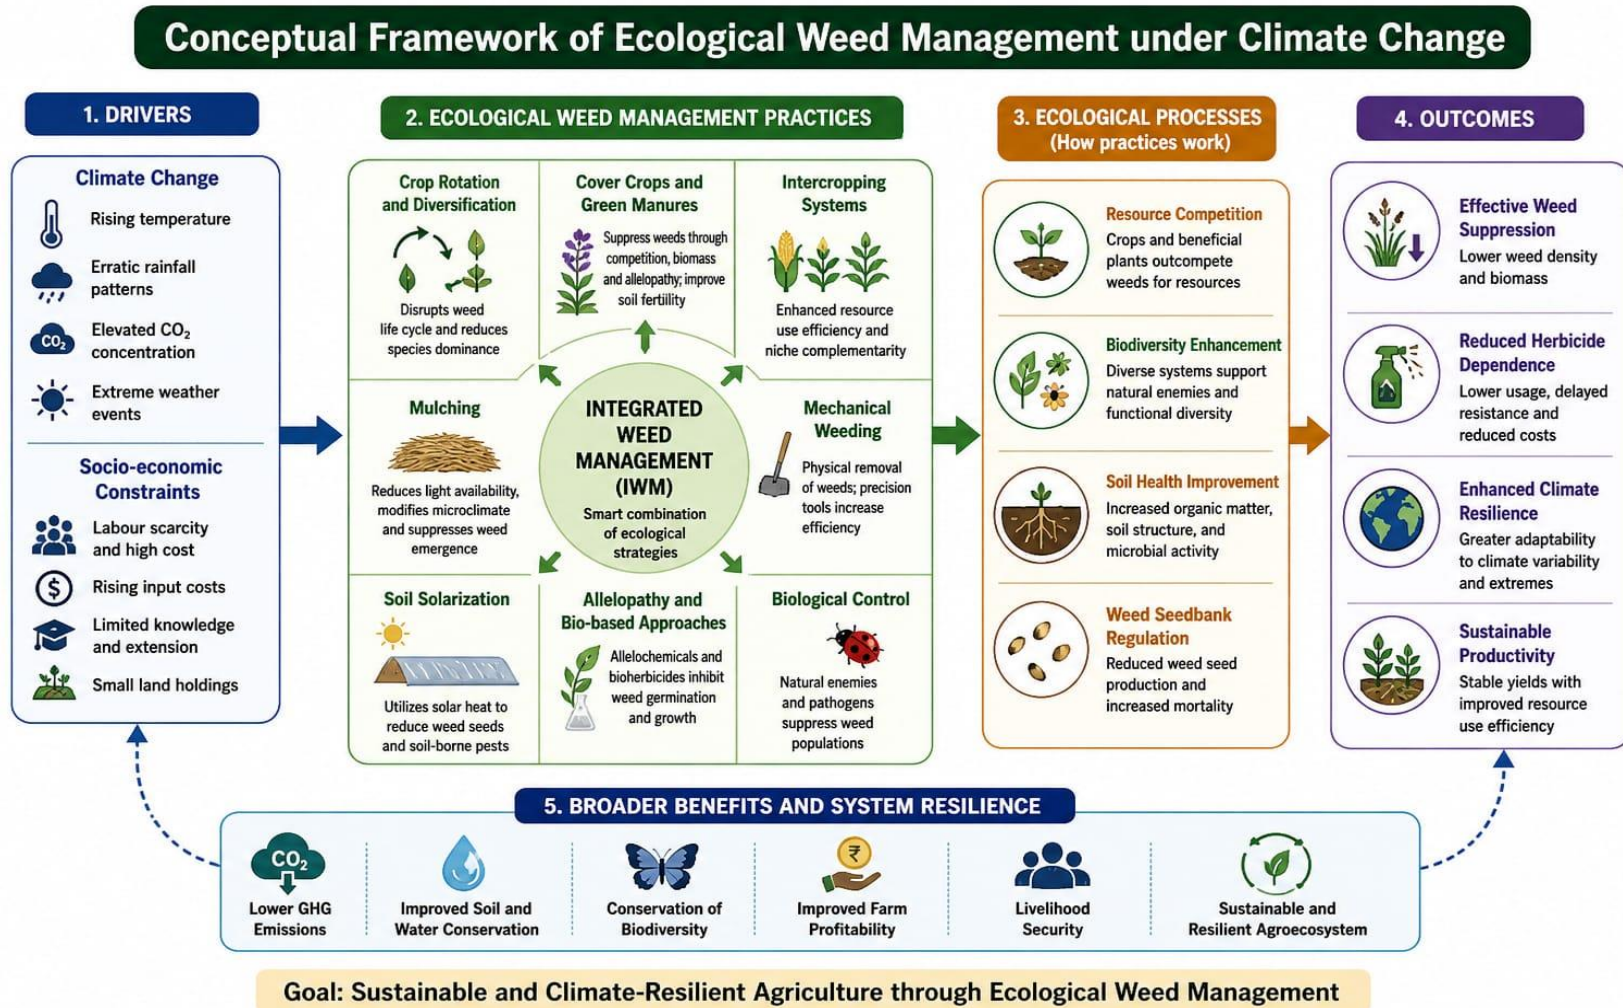 Conceptual Framework of Ecological Weed Management under Climate Change
1. DRIVERS
Climate Change
Rising temperature
Erratic rainfall
patterns
CO₂
Elevated CO₂
concentration
Extreme weather
events
Socio-economic
Constraints
Labour scarcity
and high cost
$
Rising input costs
Limited knowledge
and extension
Small land holdings
2. ECOLOGICAL WEED MANAGEMENT PRACTICES
Crop Rotation
and Diversification
Disrupts weed
life cycle and reduces
species dominance
Cover Crops and
Green Manures
Suppress weeds through
competition, biomass
and allelopathy; improve
soil fertility
Intercropping
Systems
Enhanced resource
use efficiency and
niche complementarity
Mulching
Reduces light availability,
modifies microclimate
and suppresses weed
emergence
INTEGRATED
WEED
MANAGEMENT
(IWM)
Smart combination
of ecological
strategies
Mechanical
Weeding
Physical removal
of weeds; precision
tools increase
efficiency
Soil Solarization
Utilizes solar heat to
reduce weed seeds
and soil-borne pests
Allelopathy and
Bio-based Approaches
Allelochemicals and
bioherbicides inhibit
weed germination
and growth
Biological Control
Natural enemies
and pathogens
suppress weed
populations
3. ECOLOGICAL PROCESSES
(How practices work)
Resource Competition
Crops and beneficial
plants outcompete
weeds for resources
Biodiversity Enhancement
Diverse systems support
natural enemies and
functional diversity
Soil Health Improvement
Increased organic matter,
soil structure, and
microbial activity
Weed Seedbank
Regulation
Reduced weed seed
production and
increased mortality
4. OUTCOMES
Effective Weed
Suppression
Lower weed density
and biomass
Reduced Herbicide
Dependence
Lower usage, delayed
resistance and
reduced costs
Enhanced Climate
Resilience
Greater adaptability
to climate variability
and extremes
Sustainable
Productivity
Stable yields with
improved resource
use efficiency
5. BROADER BENEFITS AND SYSTEM RESILIENCE
CO₂
Lower GHG
Emissions
Improved Soil and
Water Conservation
Conservation of
Biodiversity
₹
Improved Farm
Profitability
Livelihood
Security
Sustainable and
Resilient Agroecosystem
Goal: Sustainable and Climate-Resilient Agriculture through Ecological Weed Management